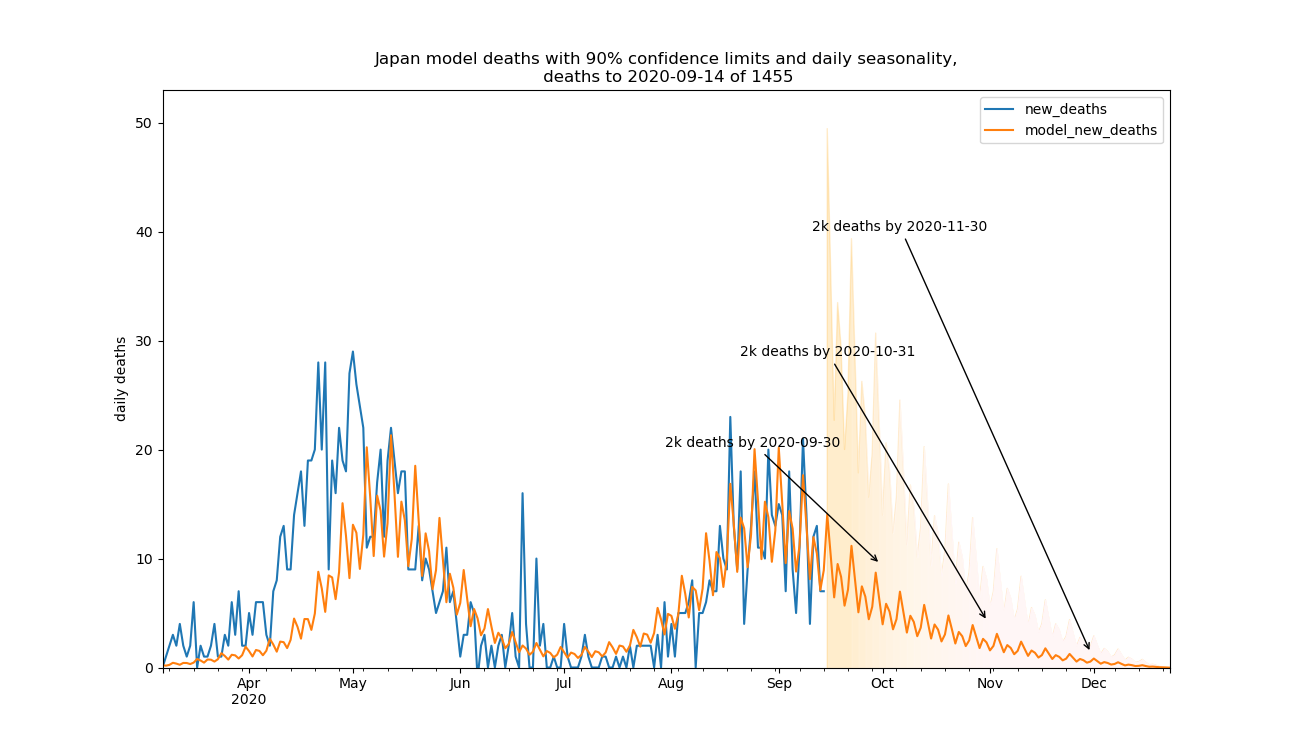 Japan model deaths with 90% confidence limits and daily seasonality,
deaths to 2020-09-14 of 1455
new_deaths
model_new_deaths
daily deaths
50
40
30
20
10
0
2k deaths by 2020-11-30
2k deaths by 2020-10-31
2k deaths by 2020-09-30
Apr May Jun Jul Aug Sep Oct Nov Dec
2020